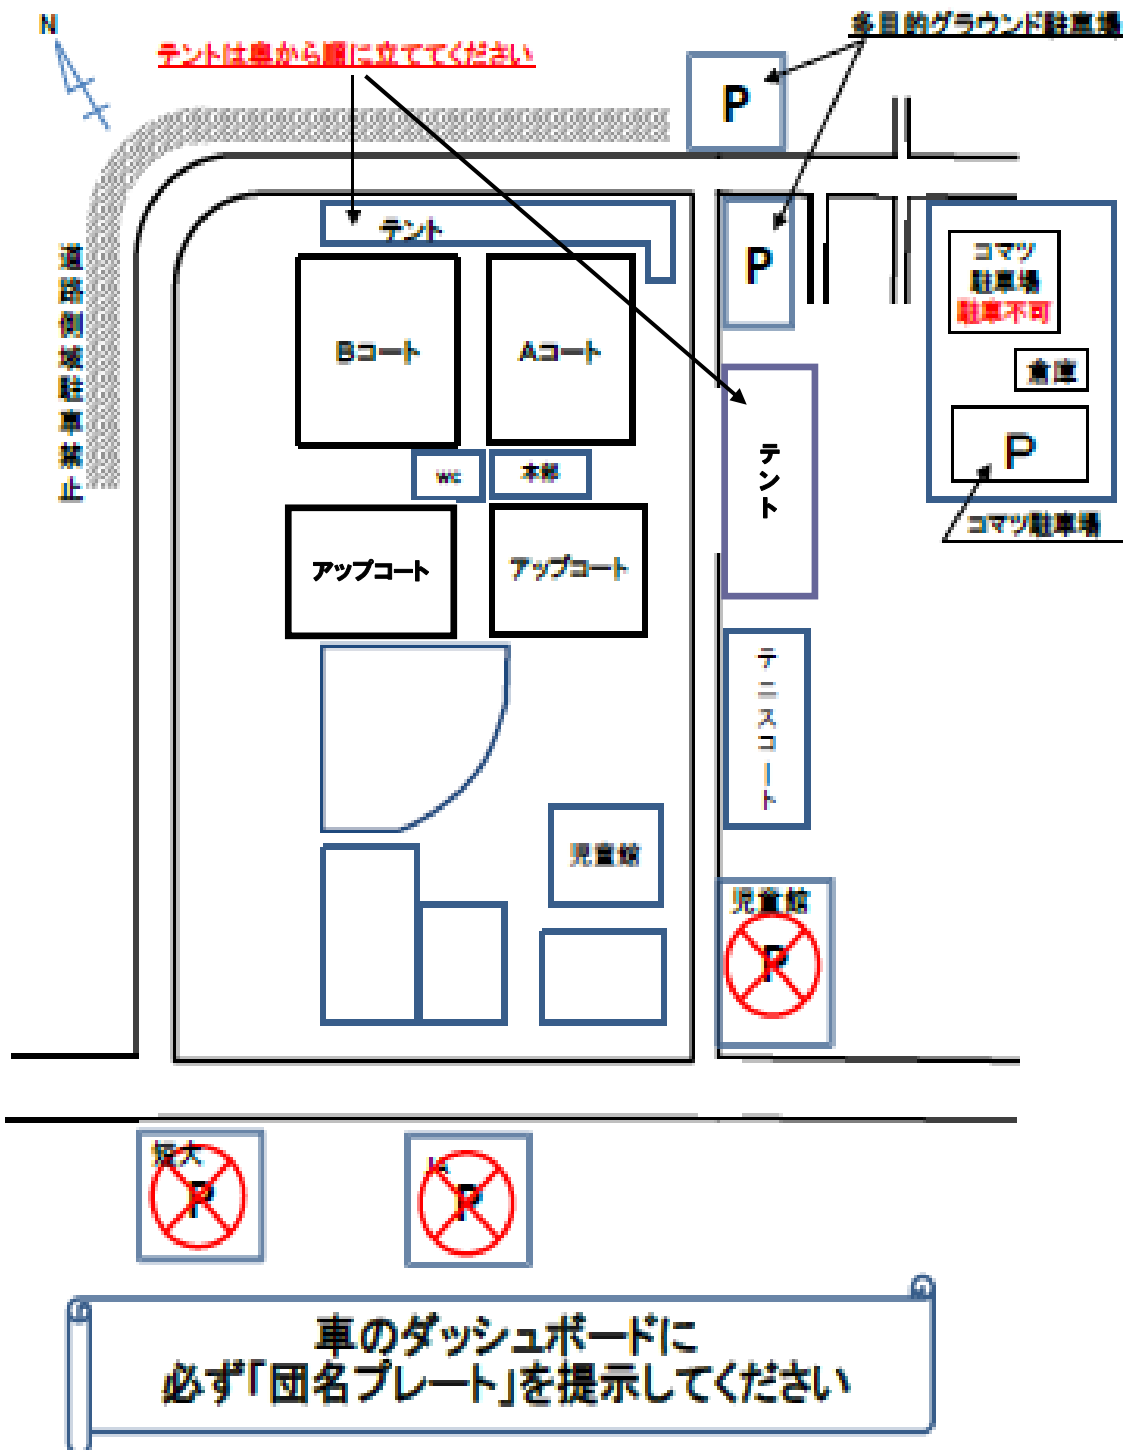 N
多目的グラウンド駐車場
テントは奥から順に立ててください
P
テント
P
コマツ
駐車場
駐車不可
道路側域駐車禁止
Bコート
Aコート
倉庫
P
wc
本部
テント
コマツ駐車場
アップコート
アップコート
テニスコート
児童館
児童館
P
短大
P
P
車のダッシュボードに
必ず「団名プレート」を提示してください